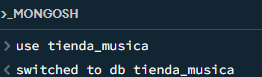 >_MONGOSH
> use tienda_musica
< switched to db tienda_musica